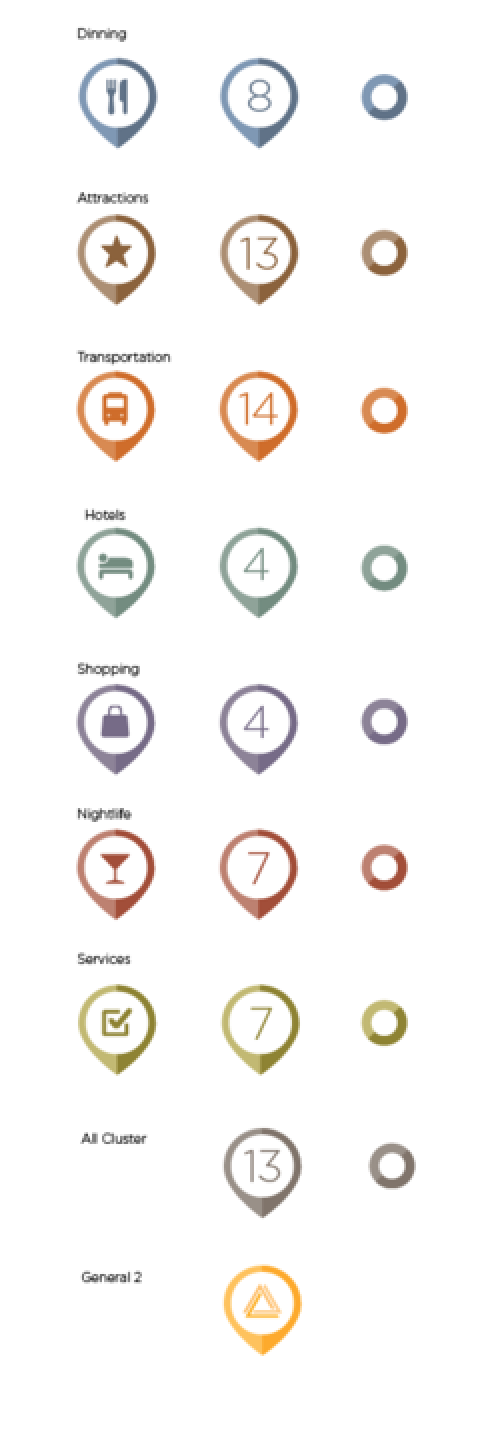 Dinning
8
Attractions
13
Transportation
14
Hotels
4
Shopping
4
Nightlife
7
Services
7
All Cluster
13
General 2